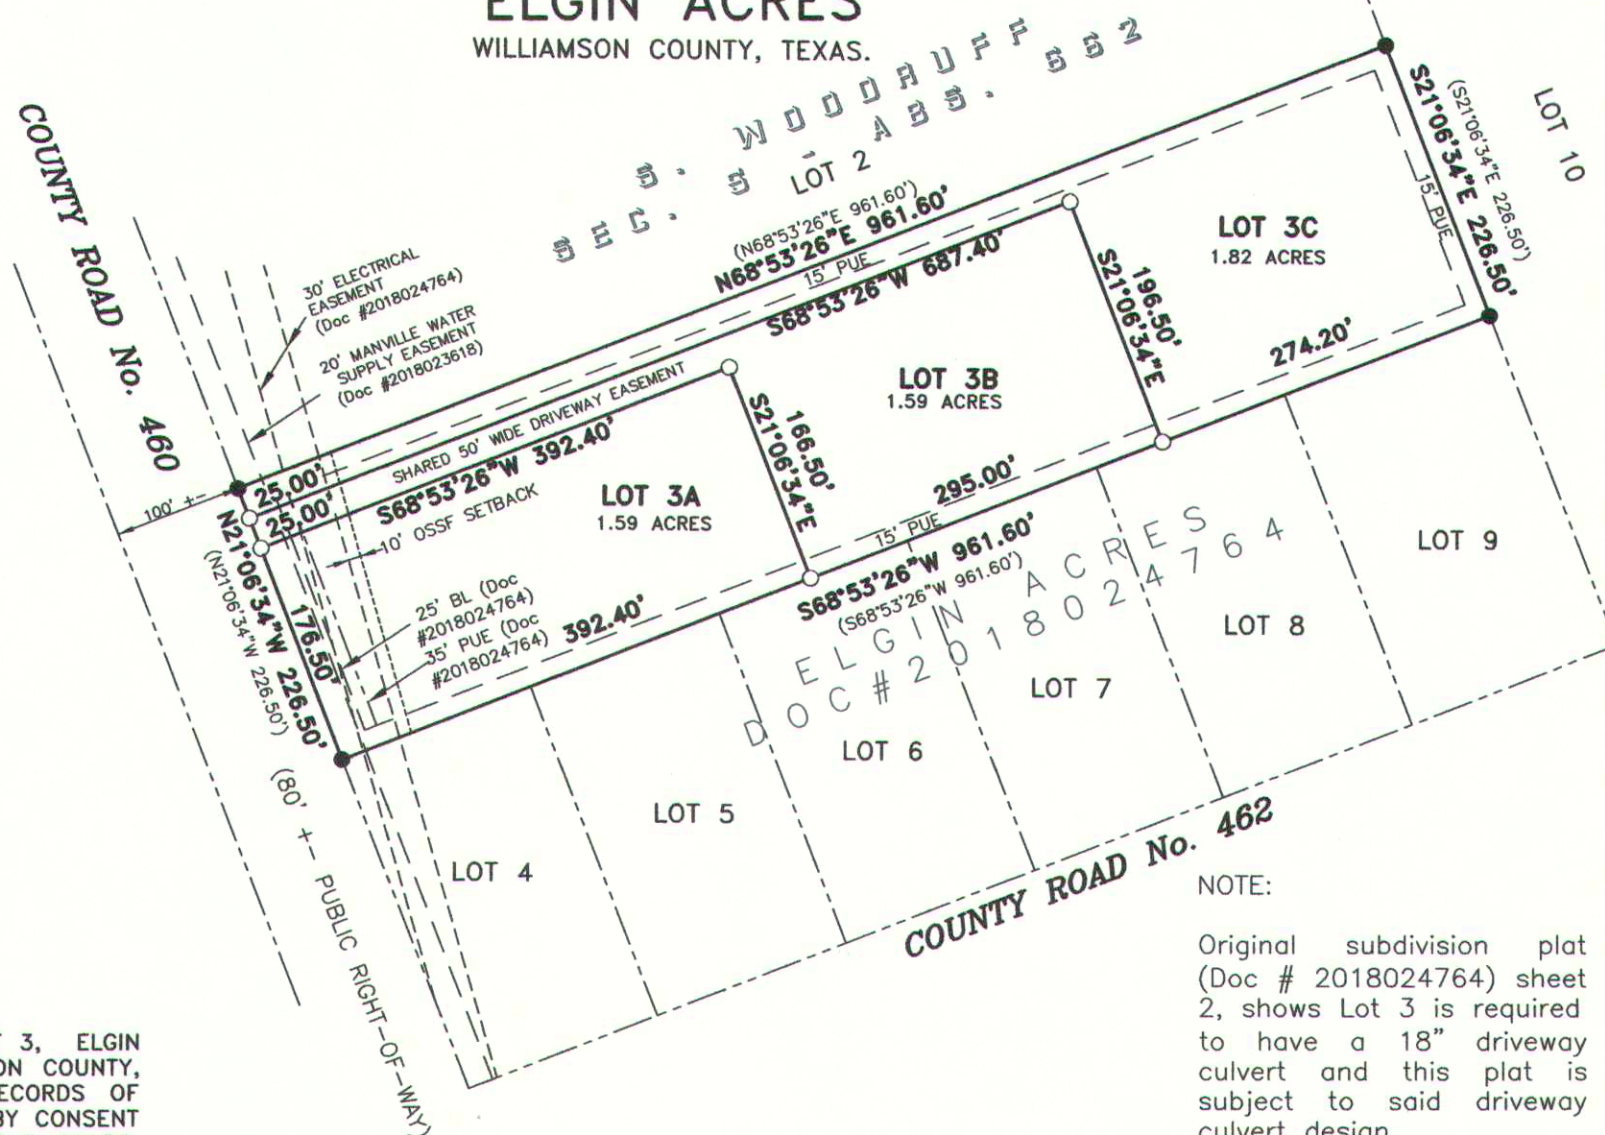 ELGIN ACRES
WILLIAMSON COUNTY, TEXAS.
COUNTY ROAD No. 460
LOT 2
LOT 10
(S21°06'34"E 226.50')
S21°06'34"E 226.50'
15' PUE
(N68°53'26"E 961.60')
N68°53'26"E 961.60'
15' PUE
S68°53'26"W 687.40'
30' ELECTRICAL
EASEMENT
(Doc #2018024764)
20' MANVILLE WATER
SUPPLY EASEMENT
(Doc #2018023618)
LOT 3C
1.82 ACRES
196.50'
S21°06'34"E
274.20'
LOT 3B
1.59 ACRES
SHARED 50' WIDE DRIVEWAY EASEMENT
S68°53'26"W 392.40'
166.50'
S21°06'34"E
25.00'
25.00'
100' +-
LOT 3A
1.59 ACRES
10' OSSF SETBACK
295.00'
15' PUE
S68°53'26"W 961.60'
(S68°53'26"W 961.60')
N21°06'34"W 226.50'
(N21°06'34"W 226.50')
176.50'
25' BL (Doc
#2018024764)
35' PUE (Doc
#2018024764)
392.40'
ELGIN ACRES
DOC#2018024764
LOT 9
LOT 8
LOT 7
LOT 6
LOT 5
LOT 4
(80' +- PUBLIC RIGHT-OF-WAY)
COUNTY ROAD No. 462
NOTE:
Original subdivision plat
(Doc # 2018024764) sheet
2, shows Lot 3 is required
to have a 18" driveway
culvert and this plat is
subject to said driveway
culvert design
3, ELGIN
ON COUNTY,
ECORDS OF
BY CONSENT